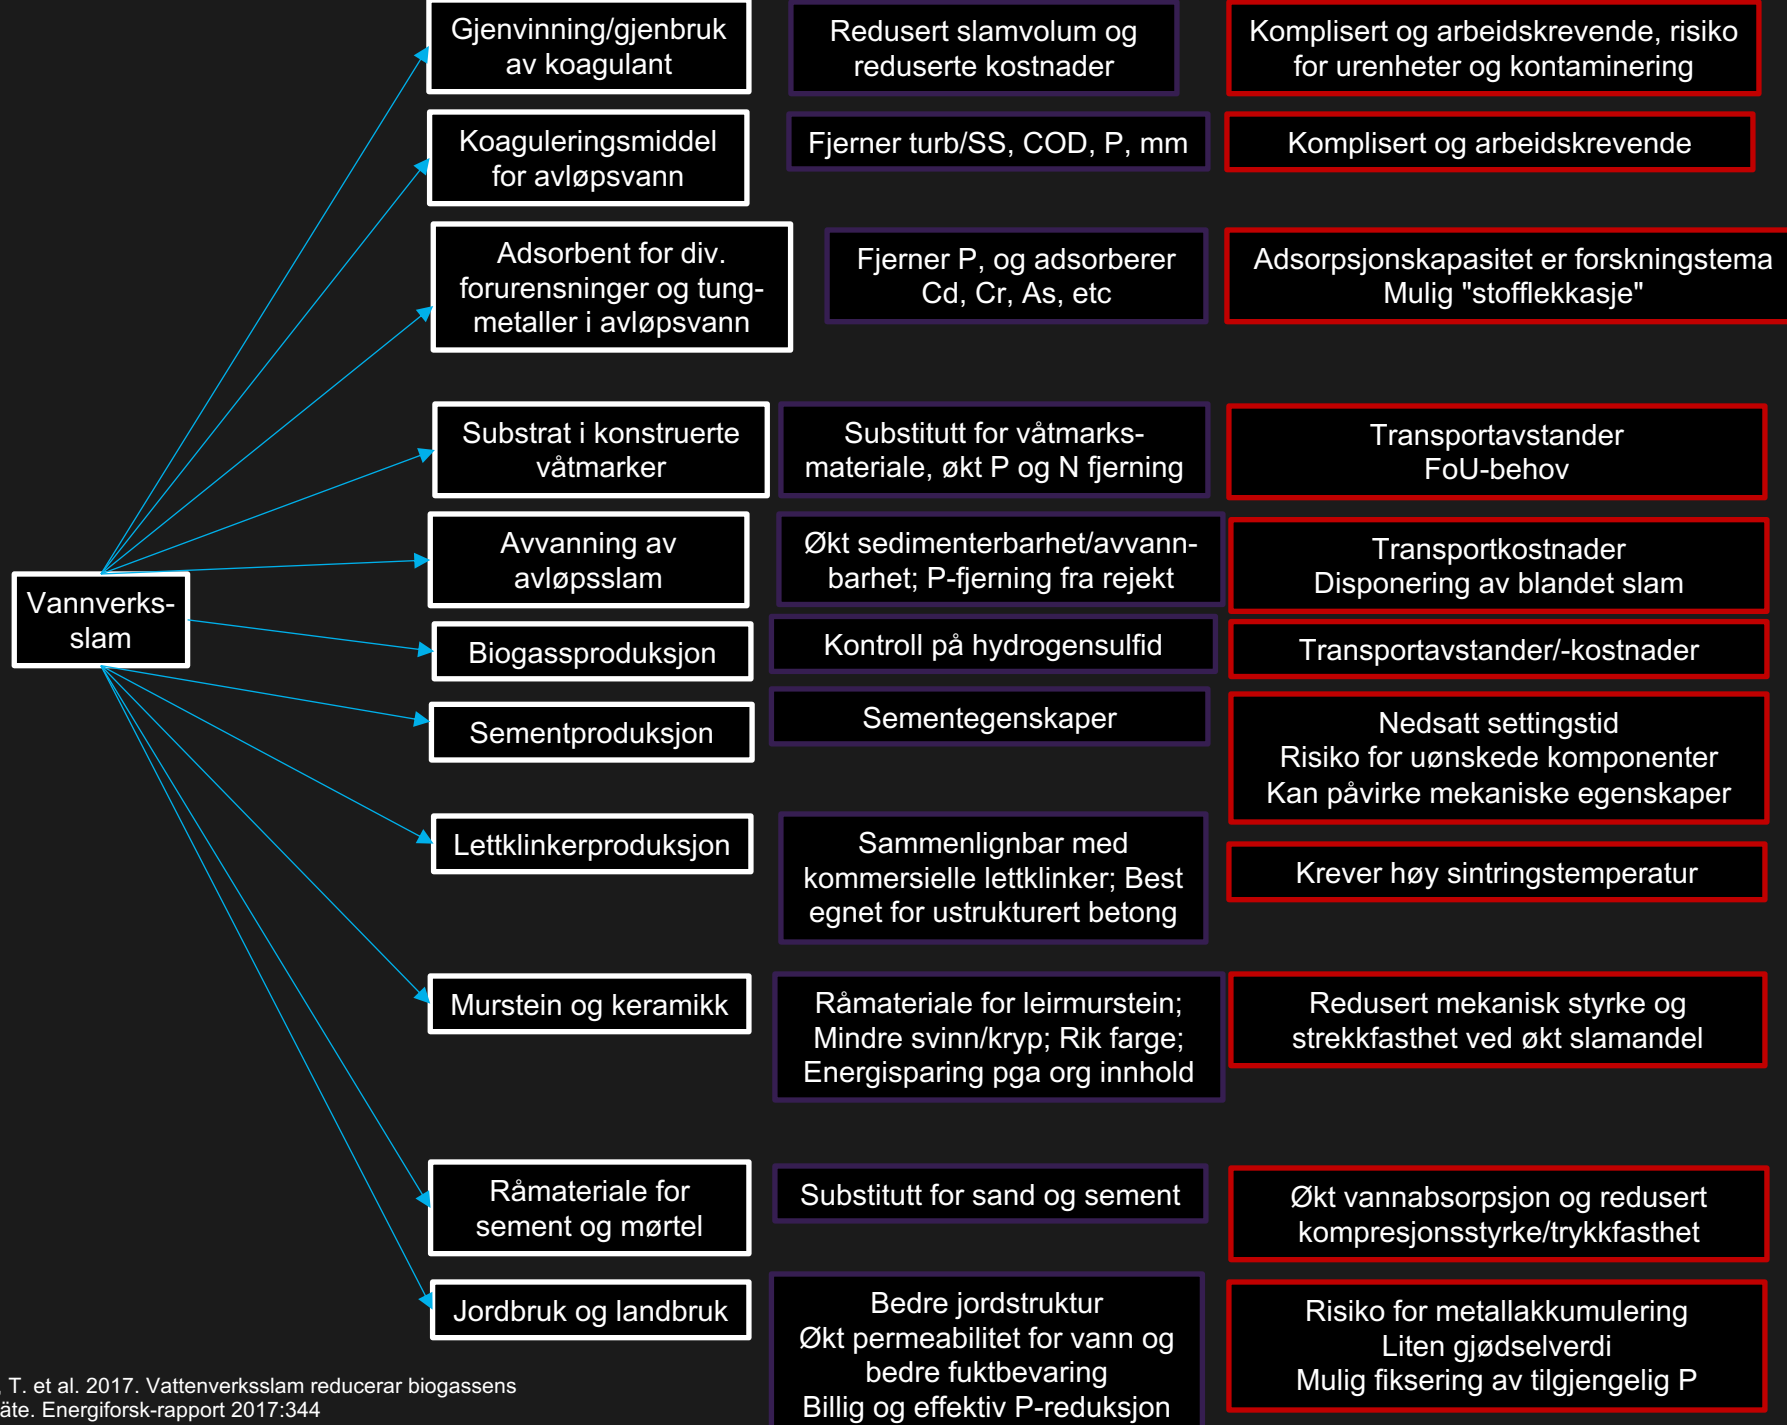 Gjenvinning/gjenbruk
av koagulant
Redusert slamvolum og
reduserte kostnader
Komplisert og arbeidskrevende, risiko
for urenheter og kontaminering
Koaguleringsmiddel
for avløpsvann
Fjerner turb/SS, COD, P, mm
Komplisert og arbeidskrevende
Adsorbent for div.
forurensninger og tung-
metaller i avløpsvann
Fjerner P, og adsorberer
Cd, Cr, As, etc
Adsorpsjonskapasitet er forskningstema
Mulig "stofflekkasje"
Substrat i konstruerte
våtmarker
Substitutt for våtmarks-
materiale, økt P og N fjerning
Transportavstander
FoU-behov
Avvanning av
avløpsslam
Økt sedimenterbarhet/avvann-
barhet; P-fjerning fra rejekt
Transportkostnader
Disponering av blandet slam
Vannverks-
slam
Biogassproduksjon
Kontroll på hydrogensulfid
Transportavstander/-kostnader
Sementproduksjon
Sementegenskaper
Nedsatt settingstid
Risiko for uønskede komponenter
Kan påvirke mekaniske egenskaper
Lettklinkerproduksjon
Sammenlignbar med
kommersielle lettklinker; Best
egnet for ustrukturert betong
Krever høy sintringstemperatur
Murstein og keramikk
Råmateriale for leirmurstein;
Mindre svinn/kryp; Rik farge;
Energisparing pga org innhold
Redusert mekanisk styrke og
strekkfasthet ved økt slamandel
Råmateriale for
sement og mørtel
Substitutt for sand og sement
Økt vannabsorpsjon og redusert
kompresjonsstyrke/trykkfasthet
Jordbruk og landbruk
Bedre jordstruktur
Økt permeabilitet for vann og
bedre fuktbevaring
Billig og effektiv P-reduksjon
Risiko for metallakkumulering
Liten gjødselverdi
Mulig fiksering av tilgjengelig P
, T. et al. 2017. Vattenverksslam reducerar biogassens
äte. Energiforsk-rapport 2017:344